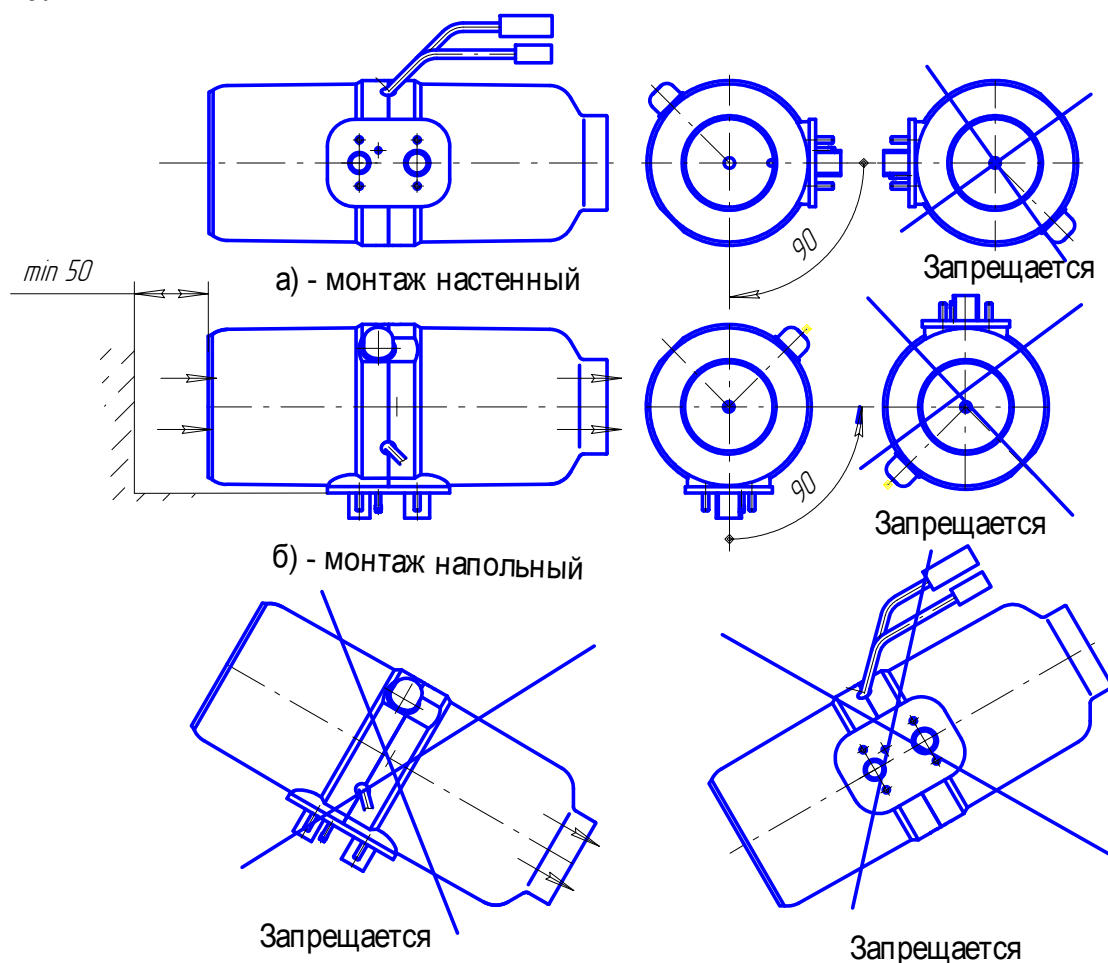 90
Запрещается
min 50
а) - монтаж настенный
90
Запрещается
б) - монтаж напольный
Запрещается
Запрещается